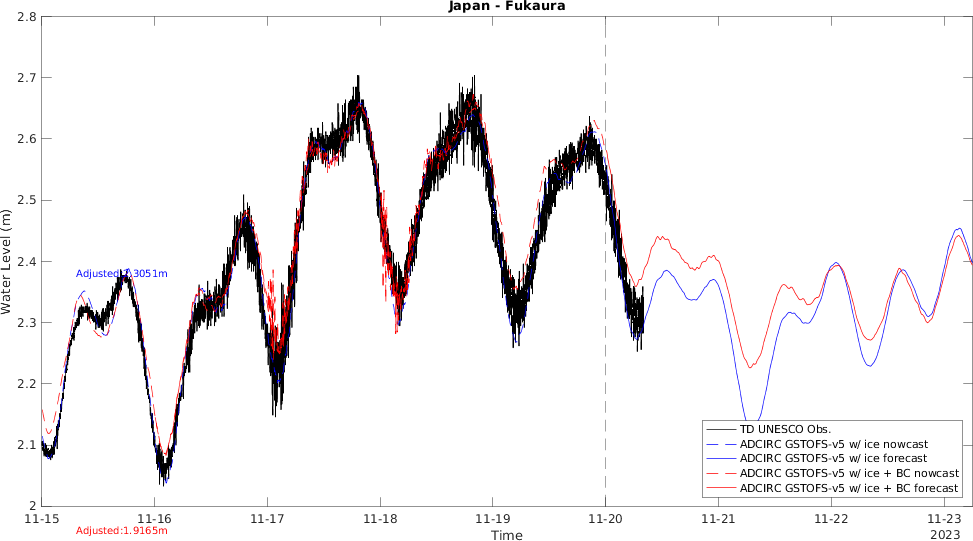 Japan - Fukaura
2.8
2.7
2.6
2.5
2.4
2.3
2.2
2.1
2
Water Level (m)
Adjusted:2.3051m
TD UNESCO Obs.
ADCIRC GSTOFS-v5 w/ ice nowcast
ADCIRC GSTOFS-v5 w/ ice forecast
ADCIRC GSTOFS-v5 w/ ice + BC nowcast
ADCIRC GSTOFS-v5 w/ ice + BC forecast
11-15 11-16 11-17 11-18 11-19 11-20 11-21 11-22 11-23
Adjusted:1.9165m
Time
2023